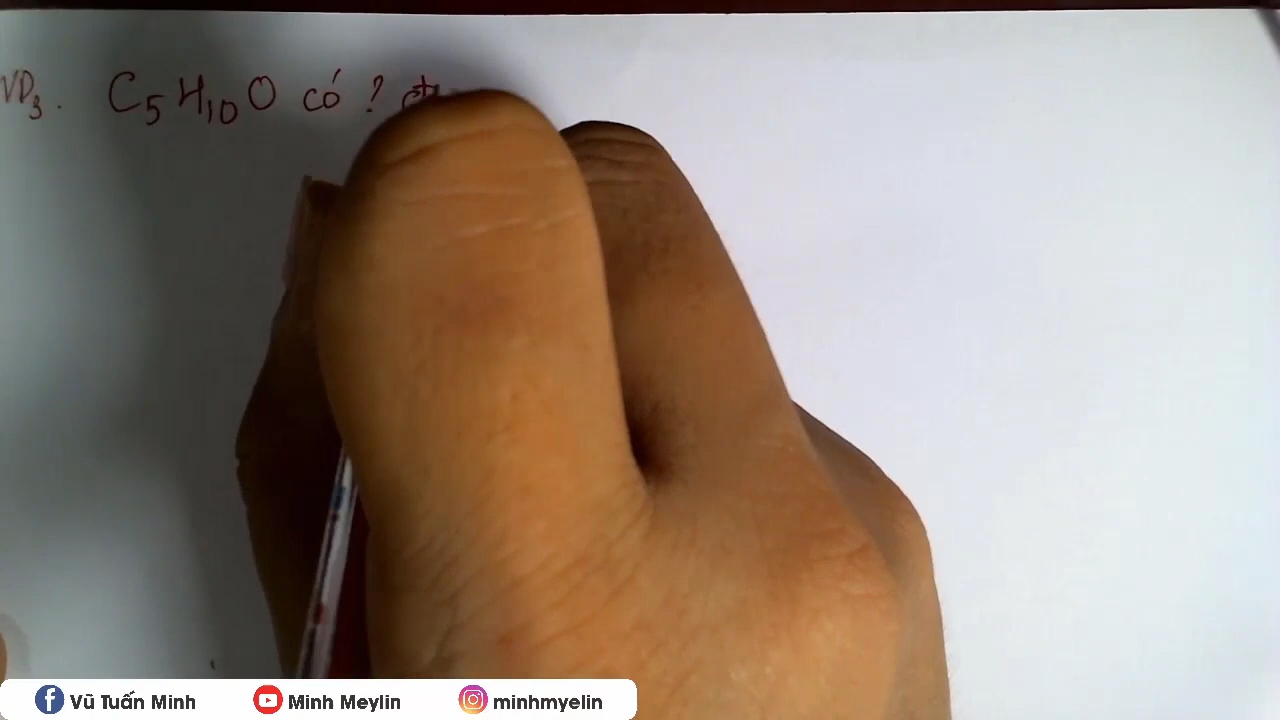 VD₃. C₅H₁₀O có ?
Vũ Tuấn Minh Minh Meylin minhmyelin